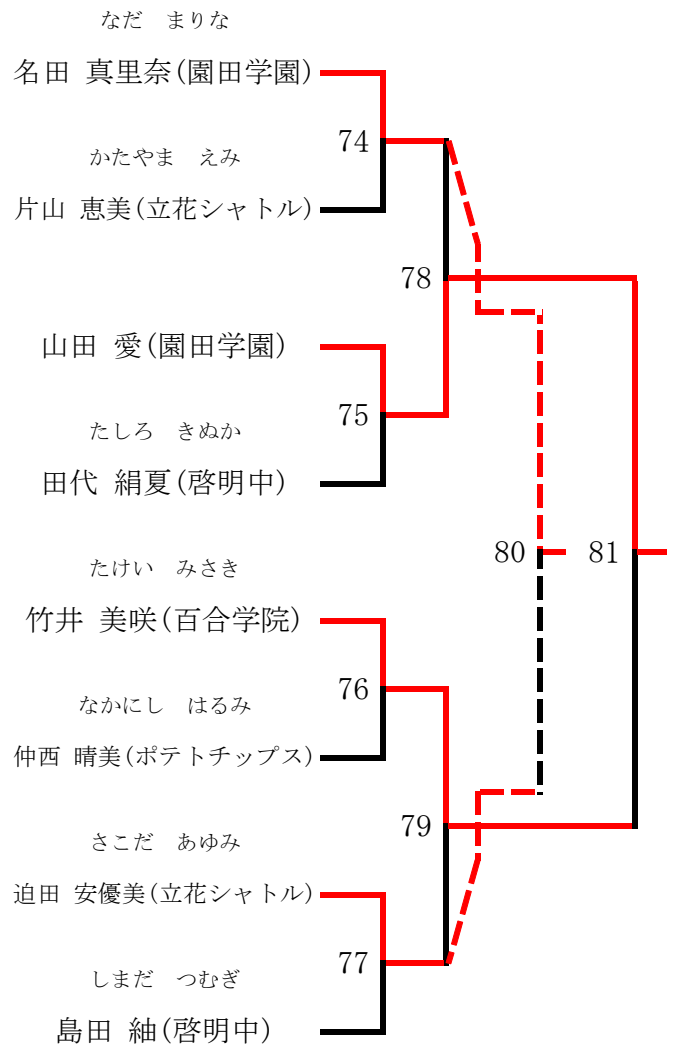 なだ　まりな
名田 真里奈(園田学園)
74
かたやま　えみ
片山 恵美(立花シャトル)
78
山田 愛(園田学園)
75
たしろ　きぬか
田代 絹夏(啓明中)
80
81
たけい　みさき
竹井 美咲(百合学院)
76
なかにし　はるみ
仲西 晴美(ポテトチップス)
79
さこだ　あゆみ
迫田 安優美(立花シャトル)
77
しまだ　つむぎ
島田 紬(啓明中)